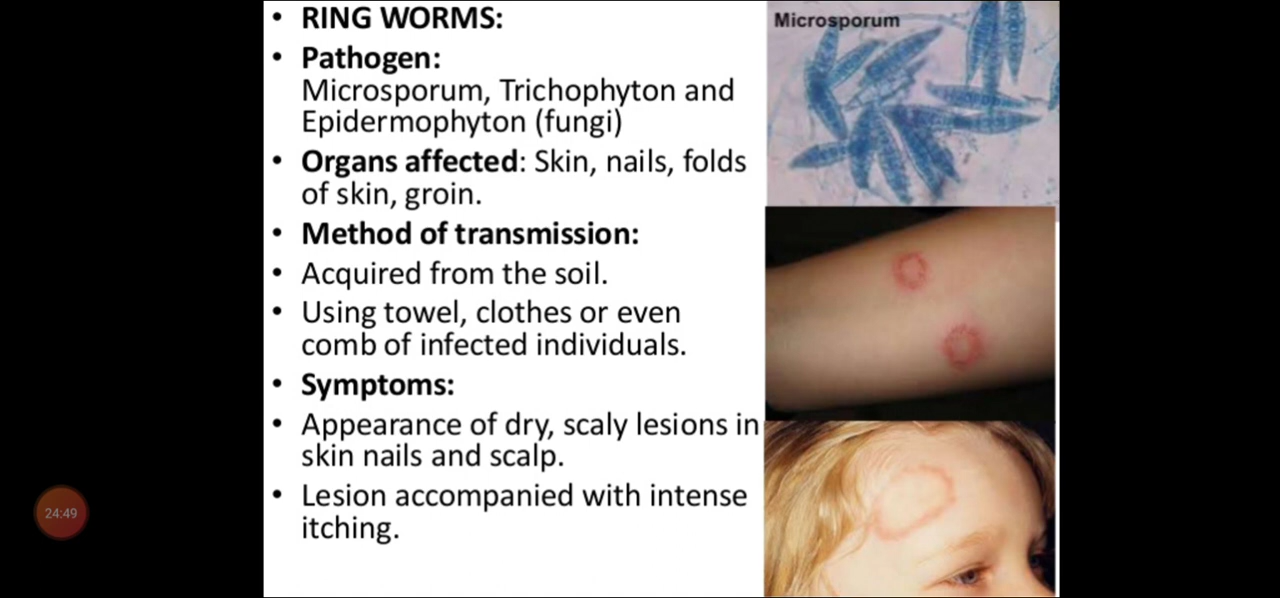 • RING WORMS:
• Pathogen:
Microsporum, Trichophyton and
Epidermophyton (fungi)
• Organs affected: Skin, nails, folds
of skin, groin.
• Method of transmission:
• Acquired from the soil.
• Using towel, clothes or even
comb of infected individuals.
• Symptoms:
• Appearance of dry, scaly lesions in
skin nails and scalp.
• Lesion accompanied with intense
itching.
Microsporum
24:49